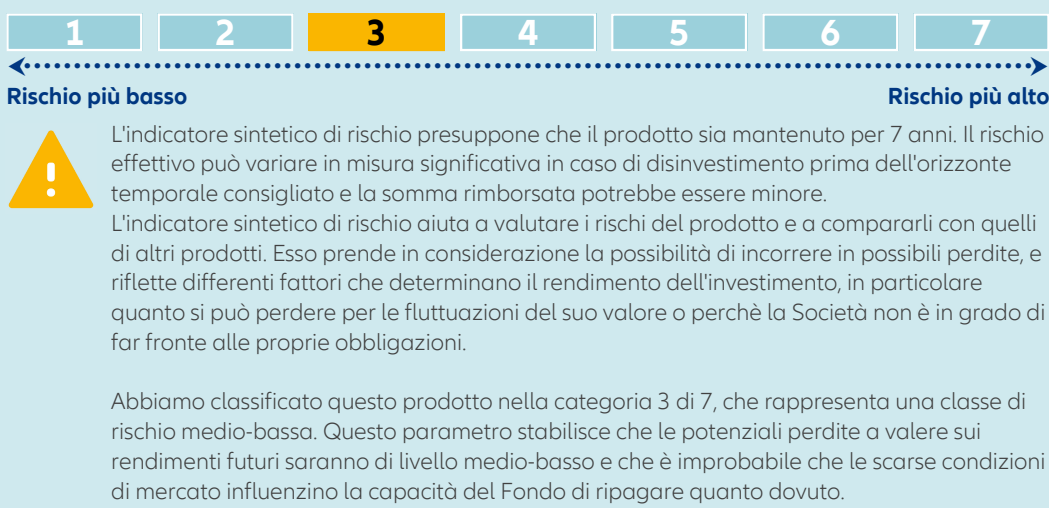 1 2 3 4 5 6 7
Rischio più basso Rischio più alto
L'indicatore sintetico di rischio presuppone che il prodotto sia mantenuto per 7 anni. Il rischio
effettivo può variare in misura significativa in caso di disinvestimento prima dell'orizzonte
temporale consigliato e la somma rimborsata potrebbe essere minore.
L'indicatore sintetico di rischio aiuta a valutare i rischi del prodotto e a compararli con quelli
di altri prodotti. Esso prende in considerazione la possibilità di incorrere in possibili perdite, e
riflette differenti fattori che determinano il rendimento dell'investimento, in particolare
quanto si può perdere per le fluttuazioni del suo valore o perchè la Società non è in grado di
far fronte alle proprie obbligazioni.
Abbiamo classificato questo prodotto nella categoria 3 di 7, che rappresenta una classe di
rischio medio-bassa. Questo parametro stabilisce che le potenziali perdite a valere sui
rendimenti futuri saranno di livello medio-basso e che è improbabile che le scarse condizioni
di mercato influenzino la capacità del Fondo di ripagare quanto dovuto.